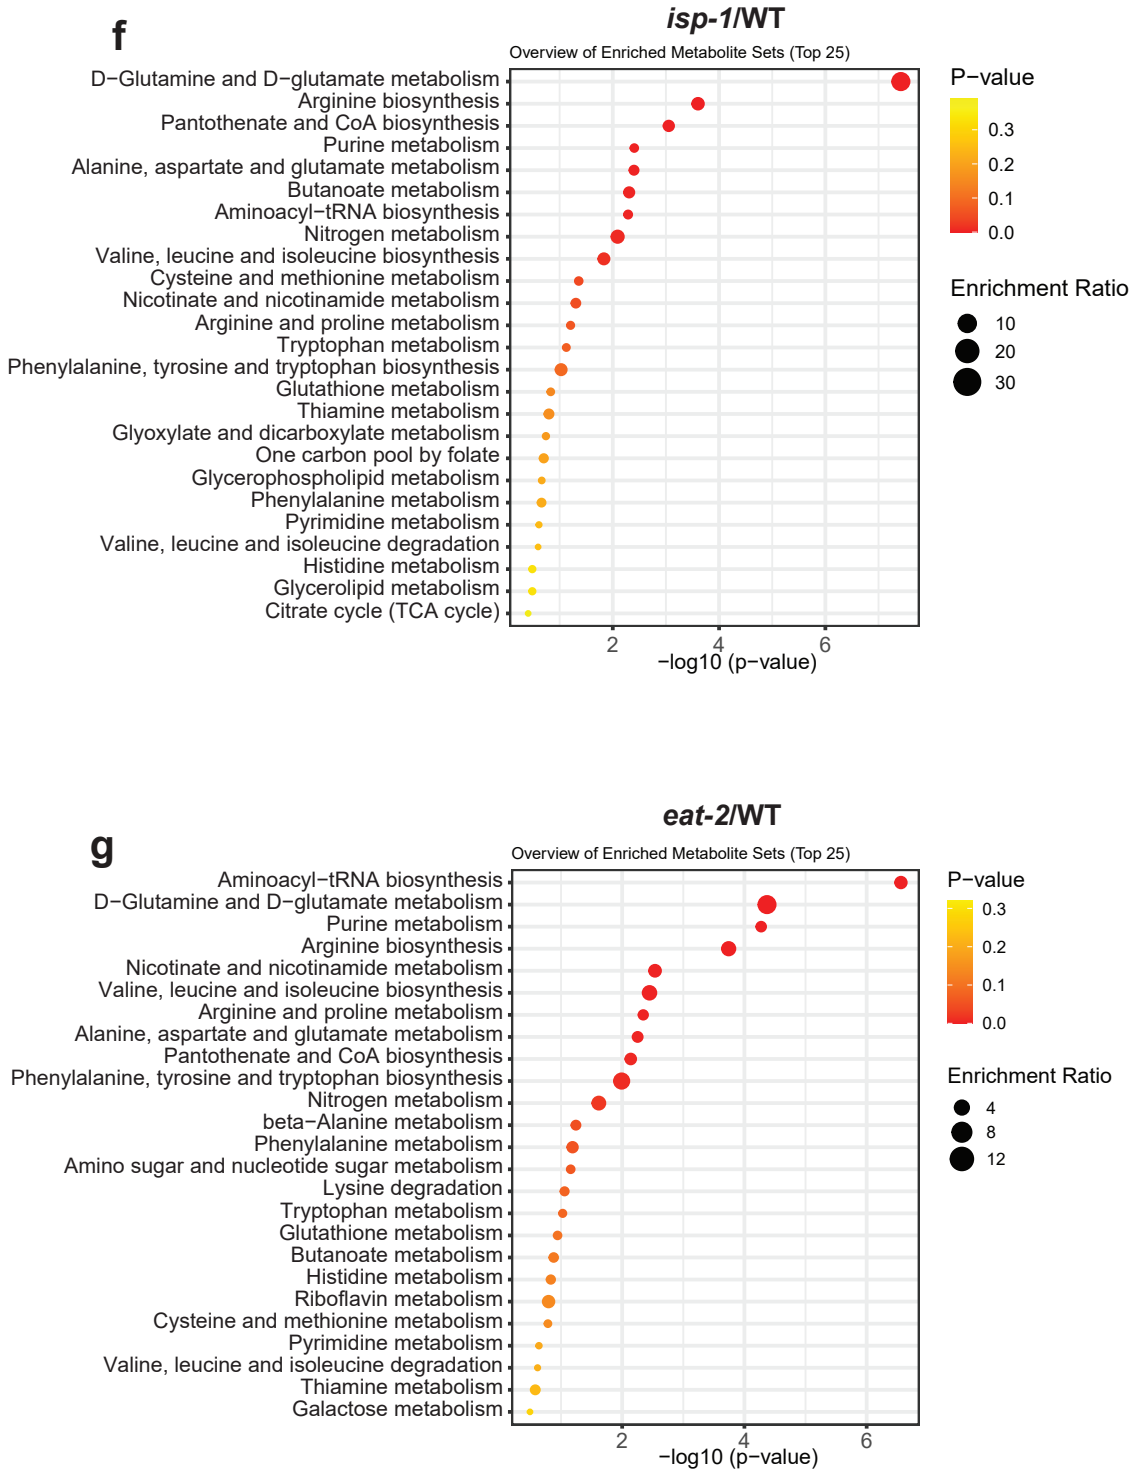 f
isp-1/WT
Overview of Enriched Metabolite Sets (Top 25)
D−Glutamine and D−glutamate metabolism
Arginine biosynthesis
Pantothenate and CoA biosynthesis
Purine metabolism
Alanine, aspartate and glutamate metabolism
Butanoate metabolism
Aminoacyl−tRNA biosynthesis
Nitrogen metabolism
Valine, leucine and isoleucine biosynthesis
Cysteine and methionine metabolism
Nicotinate and nicotinamide metabolism
Arginine and proline metabolism
Tryptophan metabolism
Phenylalanine, tyrosine and tryptophan biosynthesis
Glutathione metabolism
Thiamine metabolism
Glyoxylate and dicarboxylate metabolism
One carbon pool by folate
Glycerophospholipid metabolism
Phenylalanine metabolism
Pyrimidine metabolism
Valine, leucine and isoleucine degradation
Histidine metabolism
Glycerolipid metabolism
Citrate cycle (TCA cycle)
2 4 6
−log10 (p−value)
P−value
0.3
0.2
0.1
0.0
Enrichment Ratio
10
20
30
g
eat-2/WT
Overview of Enriched Metabolite Sets (Top 25)
Aminoacyl−tRNA biosynthesis
D−Glutamine and D−glutamate metabolism
Purine metabolism
Arginine biosynthesis
Nicotinate and nicotinamide metabolism
Valine, leucine and isoleucine biosynthesis
Arginine and proline metabolism
Alanine, aspartate and glutamate metabolism
Pantothenate and CoA biosynthesis
Phenylalanine, tyrosine and tryptophan biosynthesis
Nitrogen metabolism
beta−Alanine metabolism
Phenylalanine metabolism
Amino sugar and nucleotide sugar metabolism
Lysine degradation
Tryptophan metabolism
Glutathione metabolism
Butanoate metabolism
Histidine metabolism
Riboflavin metabolism
Cysteine and methionine metabolism
Pyrimidine metabolism
Valine, leucine and isoleucine degradation
Thiamine metabolism
Galactose metabolism
2 4 6
−log10 (p−value)
P−value
0.3
0.2
0.1
0.0
Enrichment Ratio
4
8
12